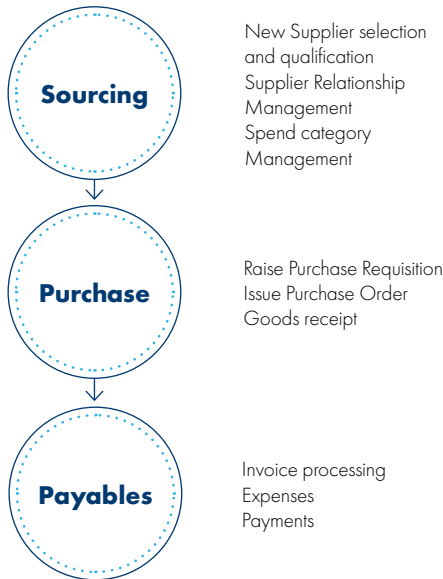 Sourcing
New Supplier selection
and qualification
Supplier Relationship
Management
Spend category
Management
Purchase
Raise Purchase Requisition
Issue Purchase Order
Goods receipt
Payables
Invoice processing
Expenses
Payments